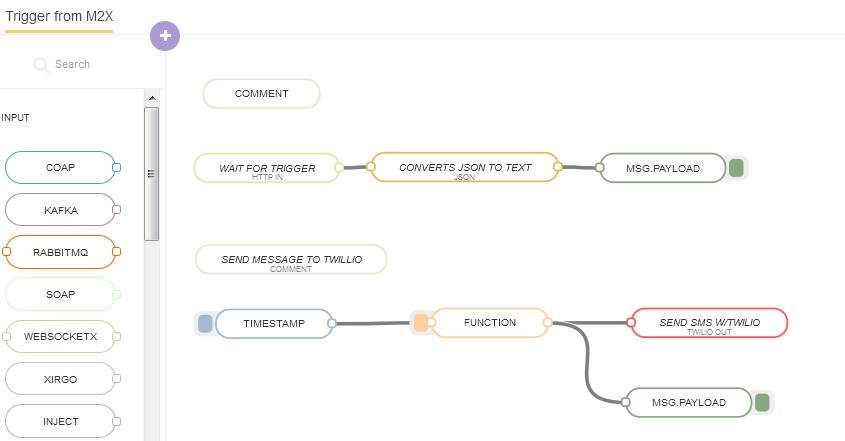 Trigger from M2X
+
Search
INPUT
COAP
KAFKA
RABBITMQ
SOAP
WEBSOCKETX
XIRGO
INJECT
COMMENT
WAIT FOR TRIGGER
HTTP IN
CONVERTS JSON TO TEXT
JSON
MSG.PAYLOAD
SEND MESSAGE TO TWILLIO
COMMENT
TIMESTAMP
FUNCTION
SEND SMS W/TWILIO
TWILIO OUT
MSG.PAYLOAD